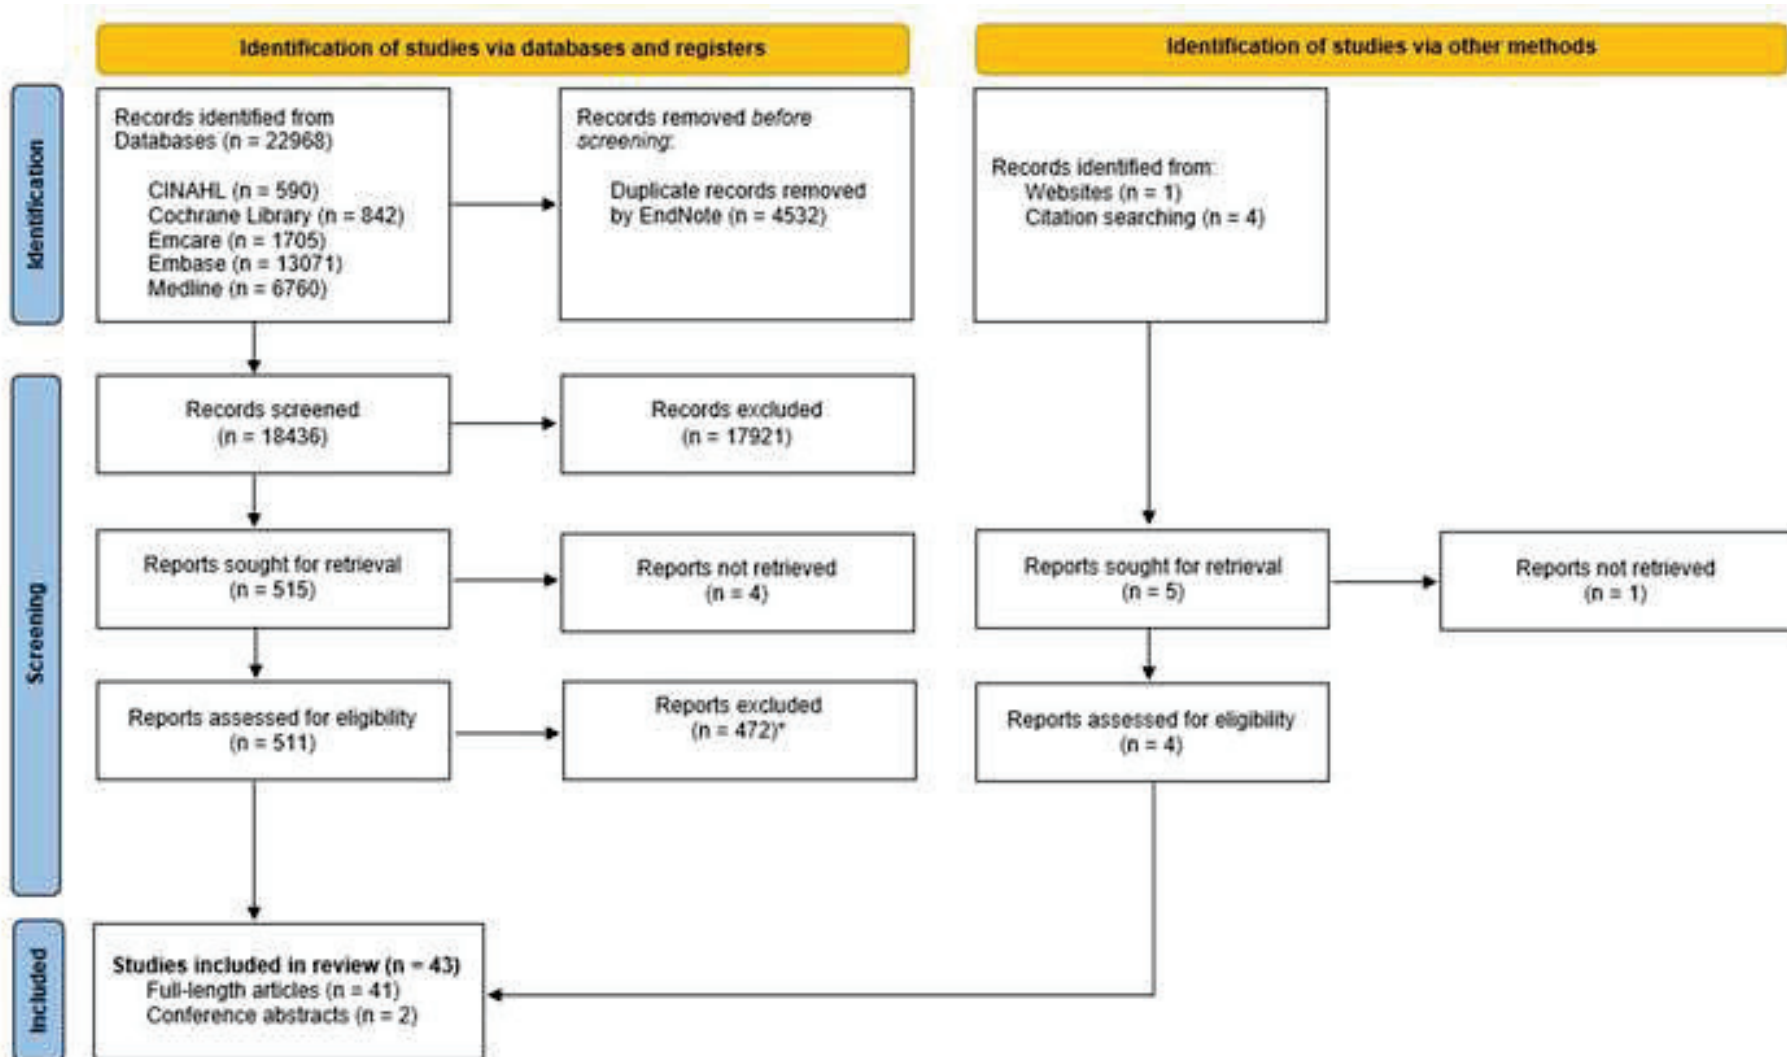 Identification of studies via databases and registers
Identification of studies via other methods
Identification
Records identified from
Databases (n = 22968)
CINAHL (n = 590)
Cochrane Library (n = 842)
Emcare (n = 1705)
Embase (n = 13071)
Medline (n = 6760)
Records removed before
screening:
Duplicate records removed
by EndNote (n = 4532)
Records identified from:
Websites (n = 1)
Citation searching (n = 4)
Screening
Records screened
(n = 18436)
Records excluded
(n = 17921)
Reports sought for retrieval
(n = 515)
Reports not retrieved
(n = 4)
Reports sought for retrieval
(n = 5)
Reports not retrieved
(n = 1)
Reports assessed for eligibility
(n = 511)
Reports excluded
(n = 472)*
Reports assessed for eligibility
(n = 4)
Included
Studies included in review (n = 43)
Full-length articles (n = 41)
Conference abstracts (n = 2)